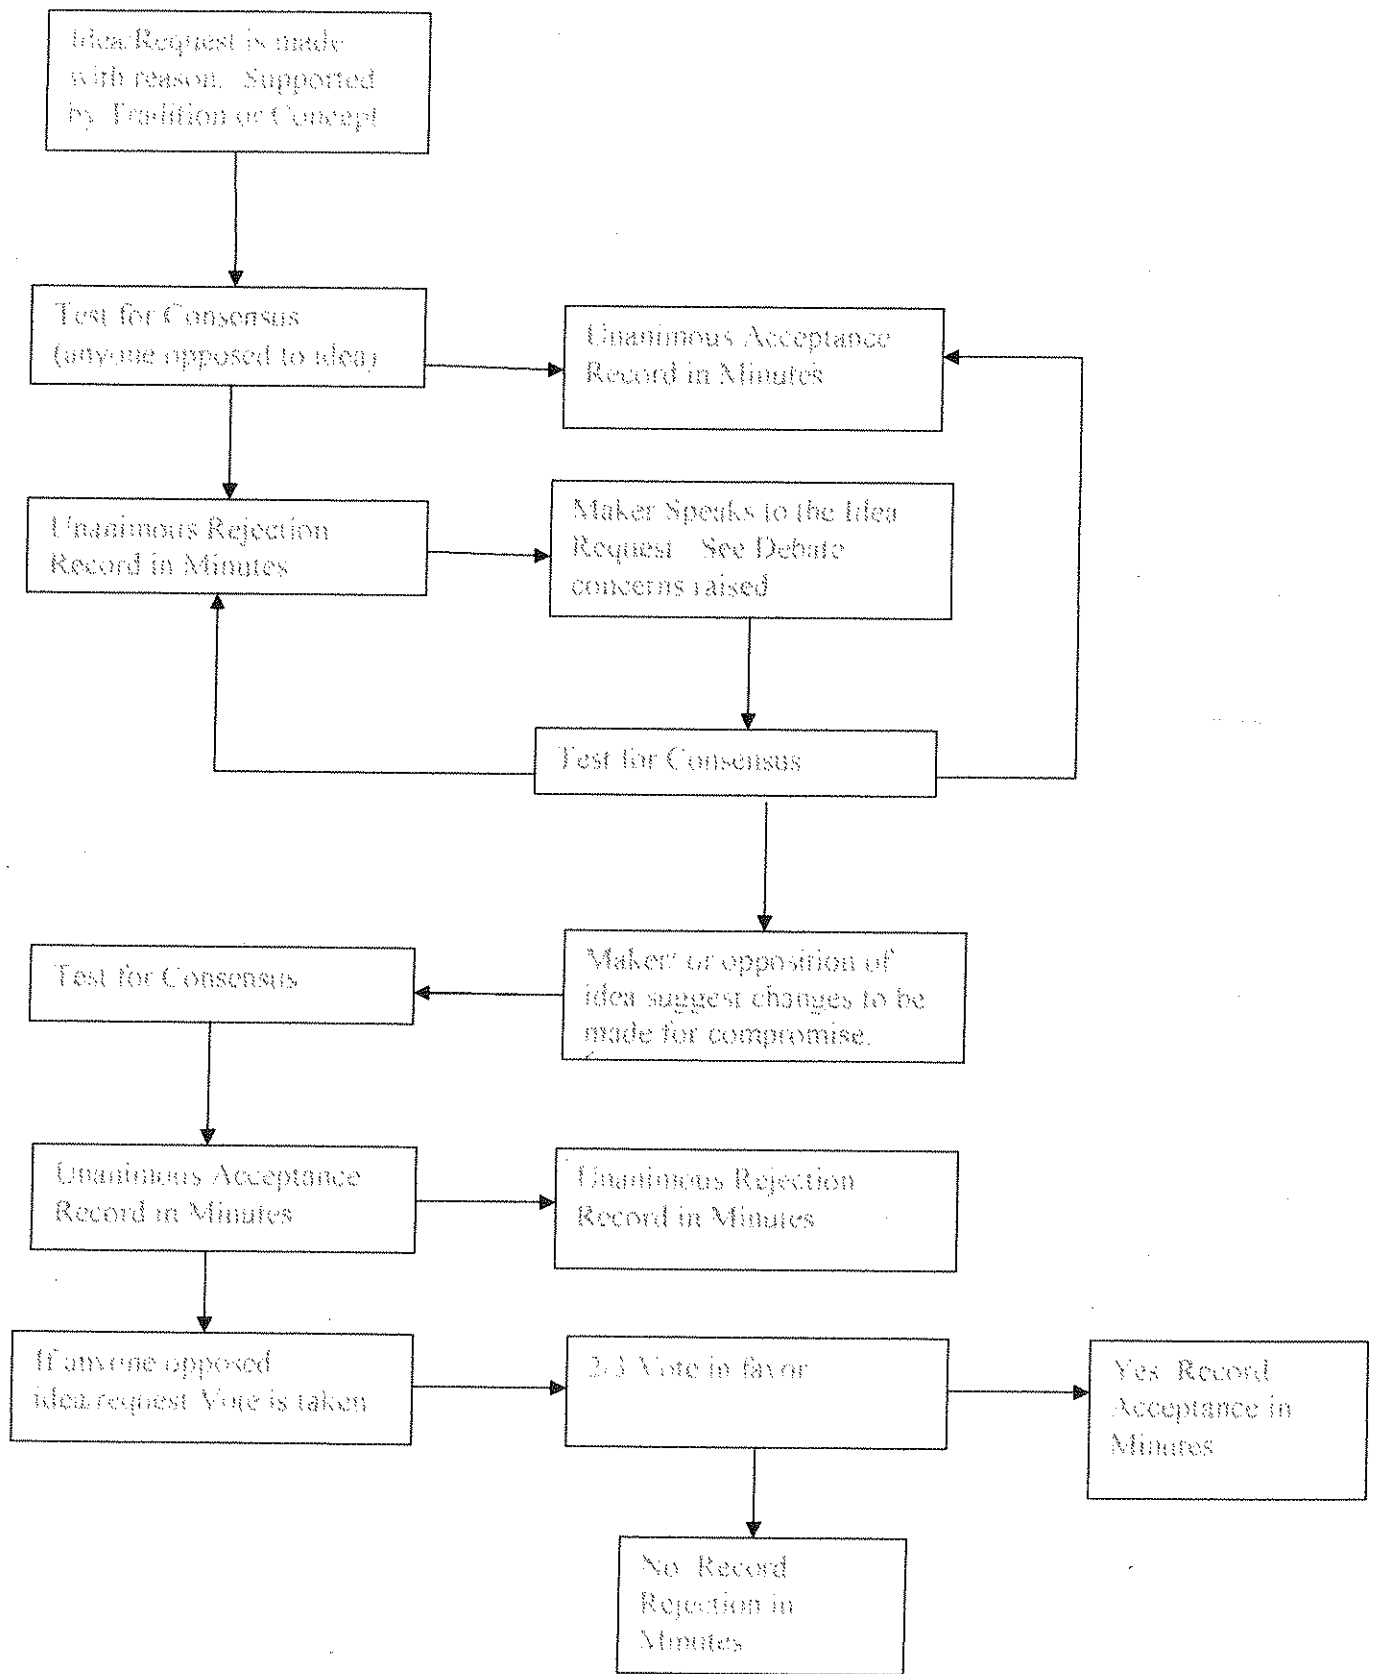 Idea/Request is made
with reason. Supported
by Tradition or Concept
Test for Consensus
(anyone opposed to idea)
Unanimous Acceptance
Record in Minutes
Unanimous Rejection
Record in Minutes
Maker Speaks to the Idea
Request See Debate
concerns raised
Test for Consensus
Test for Consensus
Maker/ or opposition of
idea suggest changes to be
made for compromise.
Unanimous Acceptance
Record in Minutes
Unanimous Rejection
Record in Minutes
If anyone opposed
idea/request Vote is taken
2/3 Vote in favor
Yes Record
Acceptance in
Minutes
No Record
Rejection in
Minutes